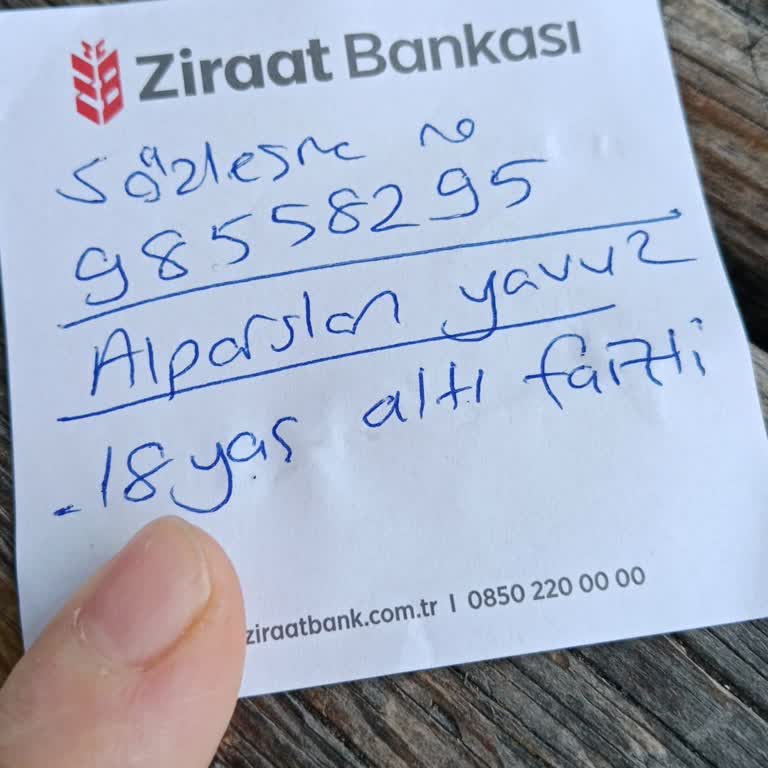 Ziraat Bankası
Sözleşme no
98558295
Alparslan yavuz
.18 yaş altı faizli
ziraatbank.com.tr | 0850 220 00 00